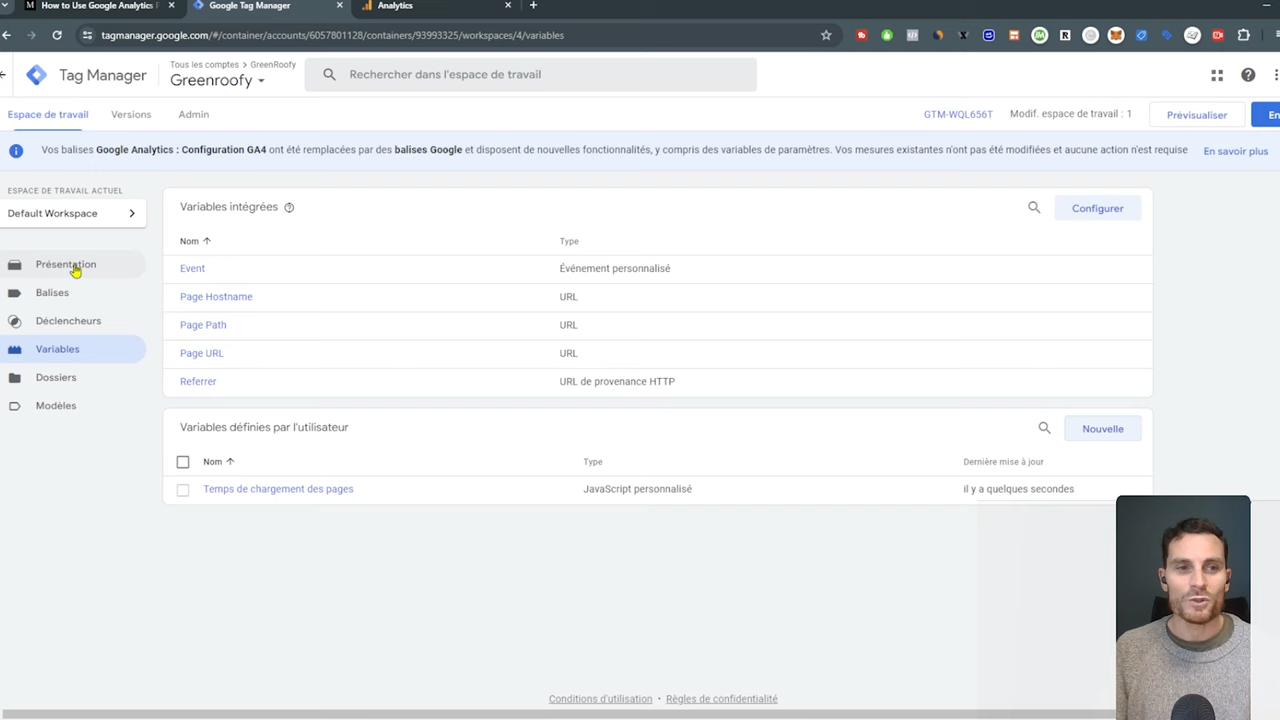 How to Use Google Analytics
Google Tag Manager
Analytics
tagmanager.google.com/#/container/accounts/6057801128/containers/93993325/workspaces/4/variables
Tag Manager
Tous les comptes > GreenRoofy
Greenroofy
Rechercher dans l'espace de travail
Espace de travail
Versions
Admin
GTM-WQL656T
Modif. espace de travail : 1
Prévisualiser
En
Vos balises Google Analytics : Configuration GA4 ont été remplacées par des balises Google et disposent de nouvelles fonctionnalités, y compris des variables de paramètres. Vos mesures existantes n'ont pas été modifiées et aucune action n'est requise
En savoir plus
ESPACE DE TRAVAIL ACTUEL
Default Workspace
Présentation
Balises
Déclencheurs
Variables
Dossiers
Modèles
Variables intégrées
Configurer
Nom Type
Event Événement personnalisé
Page Hostname URL
Page Path URL
Page URL URL
Referrer URL de provenance HTTP
Variables définies par l'utilisateur
Nouvelle
Nom Type Dernière mise à jour
Temps de chargement des pages JavaScript personnalisé il y a quelques secondes
Conditions d'utilisation • Règles de confidentialité